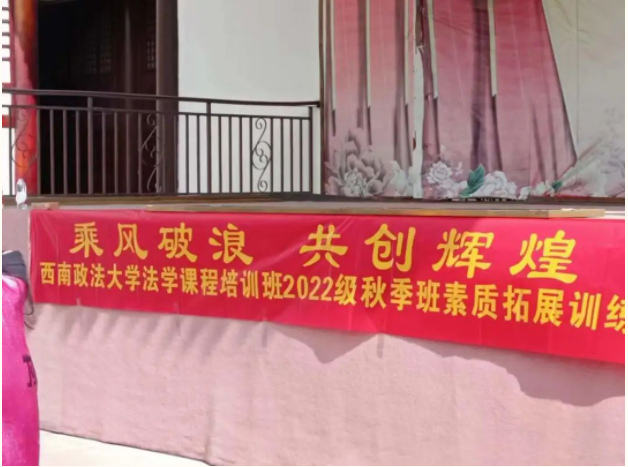 乘风破浪 共创辉煌
西南政法大学法学课程培训班2022级秋季班素质拓展训练